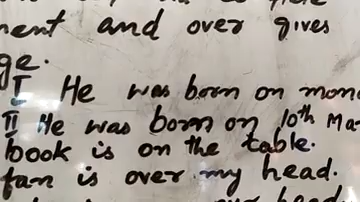 and over gives
ge.
I He was born on mon
II He was born on 10th Ma
book is on the table.
fan is over my head.